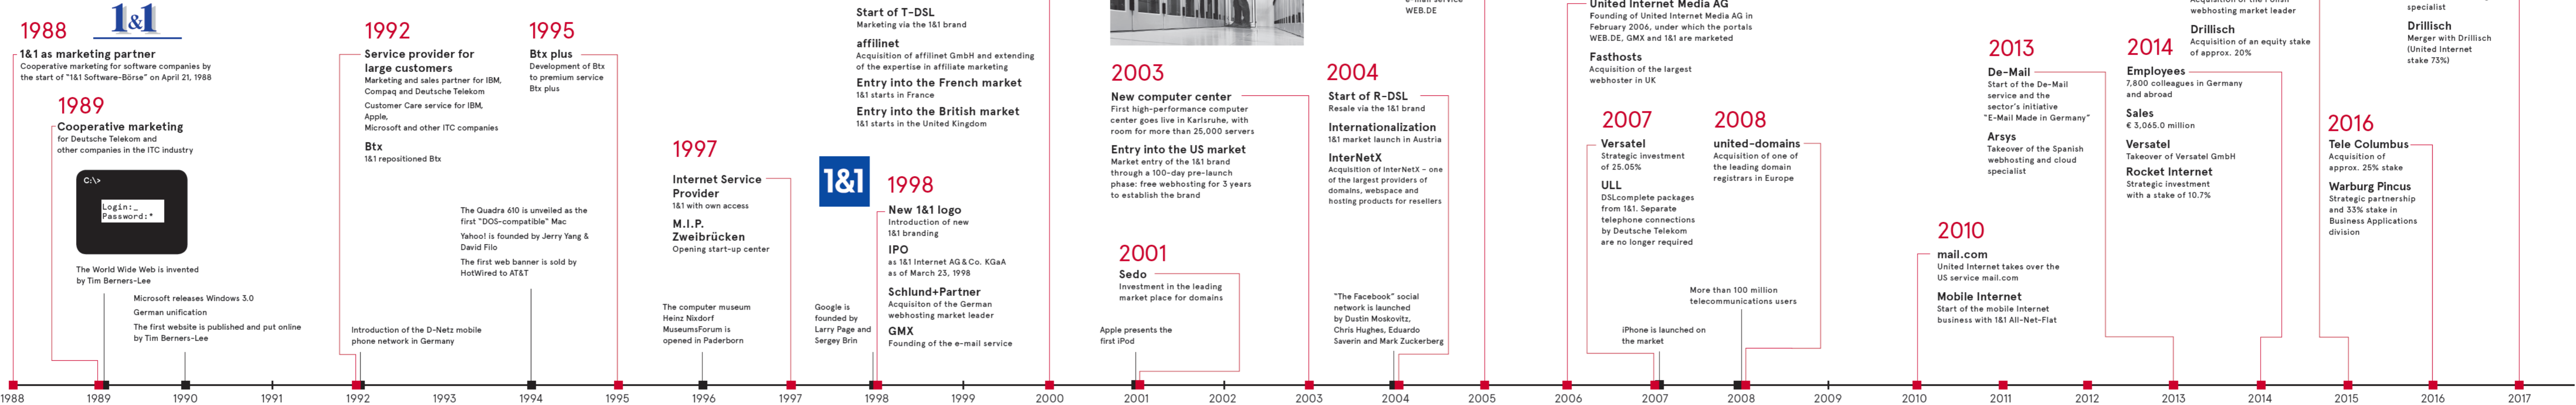 1&1
1988
1&1 as marketing partner
Cooperative marketing for software companies by
the start of "1&1 Software-Börse" on April 21, 1988
1989
Cooperative marketing
for Deutsche Telekom and
other companies in the ITC industry
C:\>
Login:_
Password:*
The World Wide Web is invented
by Tim Berners-Lee
Microsoft releases Windows 3.0
German unification
The first website is published and put online
by Tim Berners-Lee
1992
Service provider for
large customers
Marketing and sales partner for IBM,
Compaq and Deutsche Telekom
Customer Care service for IBM,
Apple,
Microsoft and other ITC companies
Btx
1&1 repositioned Btx
Introduction of the D-Netz mobile
phone network in Germany
The Quadra 610 is unveiled as the
first "DOS-compatible" Mac
Yahoo! is founded by Jerry Yang &
David Filo
The first web banner is sold by
HotWired to AT&T
1995
Btx plus
Development of Btx
to premium service
Btx plus
The computer museum
Heinz Nixdorf
MuseumsForum is
opened in Paderborn
1997
Internet Service
Provider
1&1 with own access
M.I.P.
Zweibrücken
Opening start-up center
1&1
Google is
founded by
Larry Page and
Sergey Brin
1998
New 1&1 logo
Introduction of new
1&1 branding
IPO
as 1&1 Internet AG & Co. KGaA
as of March 23, 1998
Schlund+Partner
Acquisiton of the German
webhosting market leader
GMX
Founding of the e-mail service
Start of T-DSL
Marketing via the 1&1 brand
affilinet
Acquisition of affilinet GmbH and extending
of the expertise in affiliate marketing
Entry into the French market
1&1 starts in France
Entry into the British market
1&1 starts in the United Kingdom
2001
Sedo
Investment in the leading
market place for domains
Apple presents the
first iPod
2003
New computer center
First high-performance computer
center goes live in Karlsruhe, with
room for more than 25,000 servers
Entry into the US market
Market entry of the 1&1 brand
through a 100-day pre-launch
phase: free webhosting for 3 years
to establish the brand
2004
Start of R-DSL
Resale via the 1&1 brand
Internationalization
1&1 market launch in Austria
InterNetX
Acquisition of InterNetX – one
of the largest providers of
domains, webspace and
hosting products for resellers
"The Facebook" social
network is launched
by Dustin Moskovitz,
Chris Hughes, Eduardo
Saverin and Mark Zuckerberg
WEB.DE
United Internet Media AG
Founding of United Internet Media AG in
February 2006, under which the portals
WEB.DE, GMX and 1&1 are marketed
Fasthosts
Acquisition of the largest
webhoster in UK
2007
Versatel
Strategic investment
of 25.05%
ULL
DSLcomplete packages
from 1&1. Separate
telephone connections
by Deutsche Telekom
are no longer required
iPhone is launched on
the market
2008
united-domains
Acquisition of one of
the leading domain
registrars in Europe
More than 100 million
telecommunications users
2010
mail.com
United Internet takes over the
US service mail.com
Mobile Internet
Start of the mobile Internet
business with 1&1 All-Net-Flat
2013
De-Mail
Start of the De-Mail
service and the
sector's initiative
"E-Mail Made in Germany"
Arsys
Takeover of the Spanish
webhosting and cloud
specialist
webhosting market leader
Drillisch
Acquisition of an equity stake
of approx. 20%
2014
Employees
7,800 colleagues in Germany
and abroad
Sales
€ 3,065.0 million
Versatel
Takeover of Versatel GmbH
Rocket Internet
Strategic investment
with a stake of 10.7%
2016
Tele Columbus
Acquisition of
approx. 25% stake
Warburg Pincus
Strategic partnership
and 33% stake in
Business Applications
division
specialist
Drillisch
Merger with Drillisch
(United Internet
stake 73%)
1988 1989 1990 1991 1992 1993 1994 1995 1996 1997 1998 1999 2000 2001 2002 2003 2004 2005 2006 2007 2008 2009 2010 2011 2012 2013 2014 2015 2016 2017